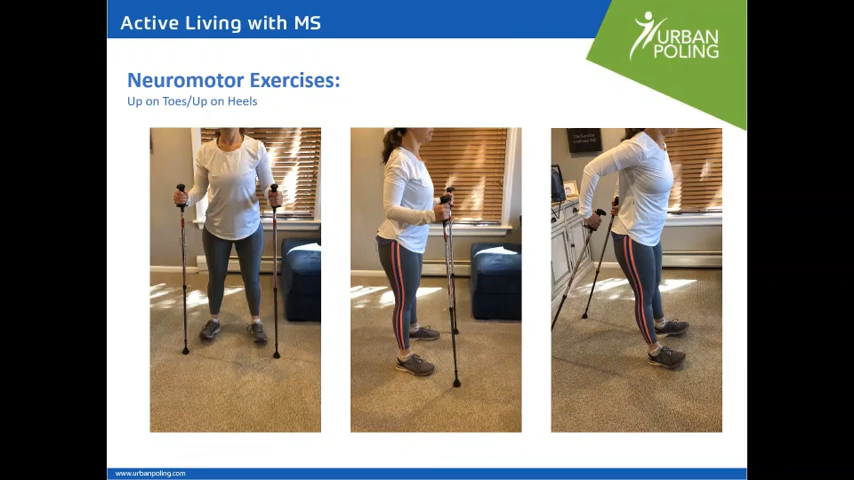 Active Living with MS
URBAN
POLING
Neuromotor Exercises:
Up on Toes/Up on Heels
www.urbanpoling.com